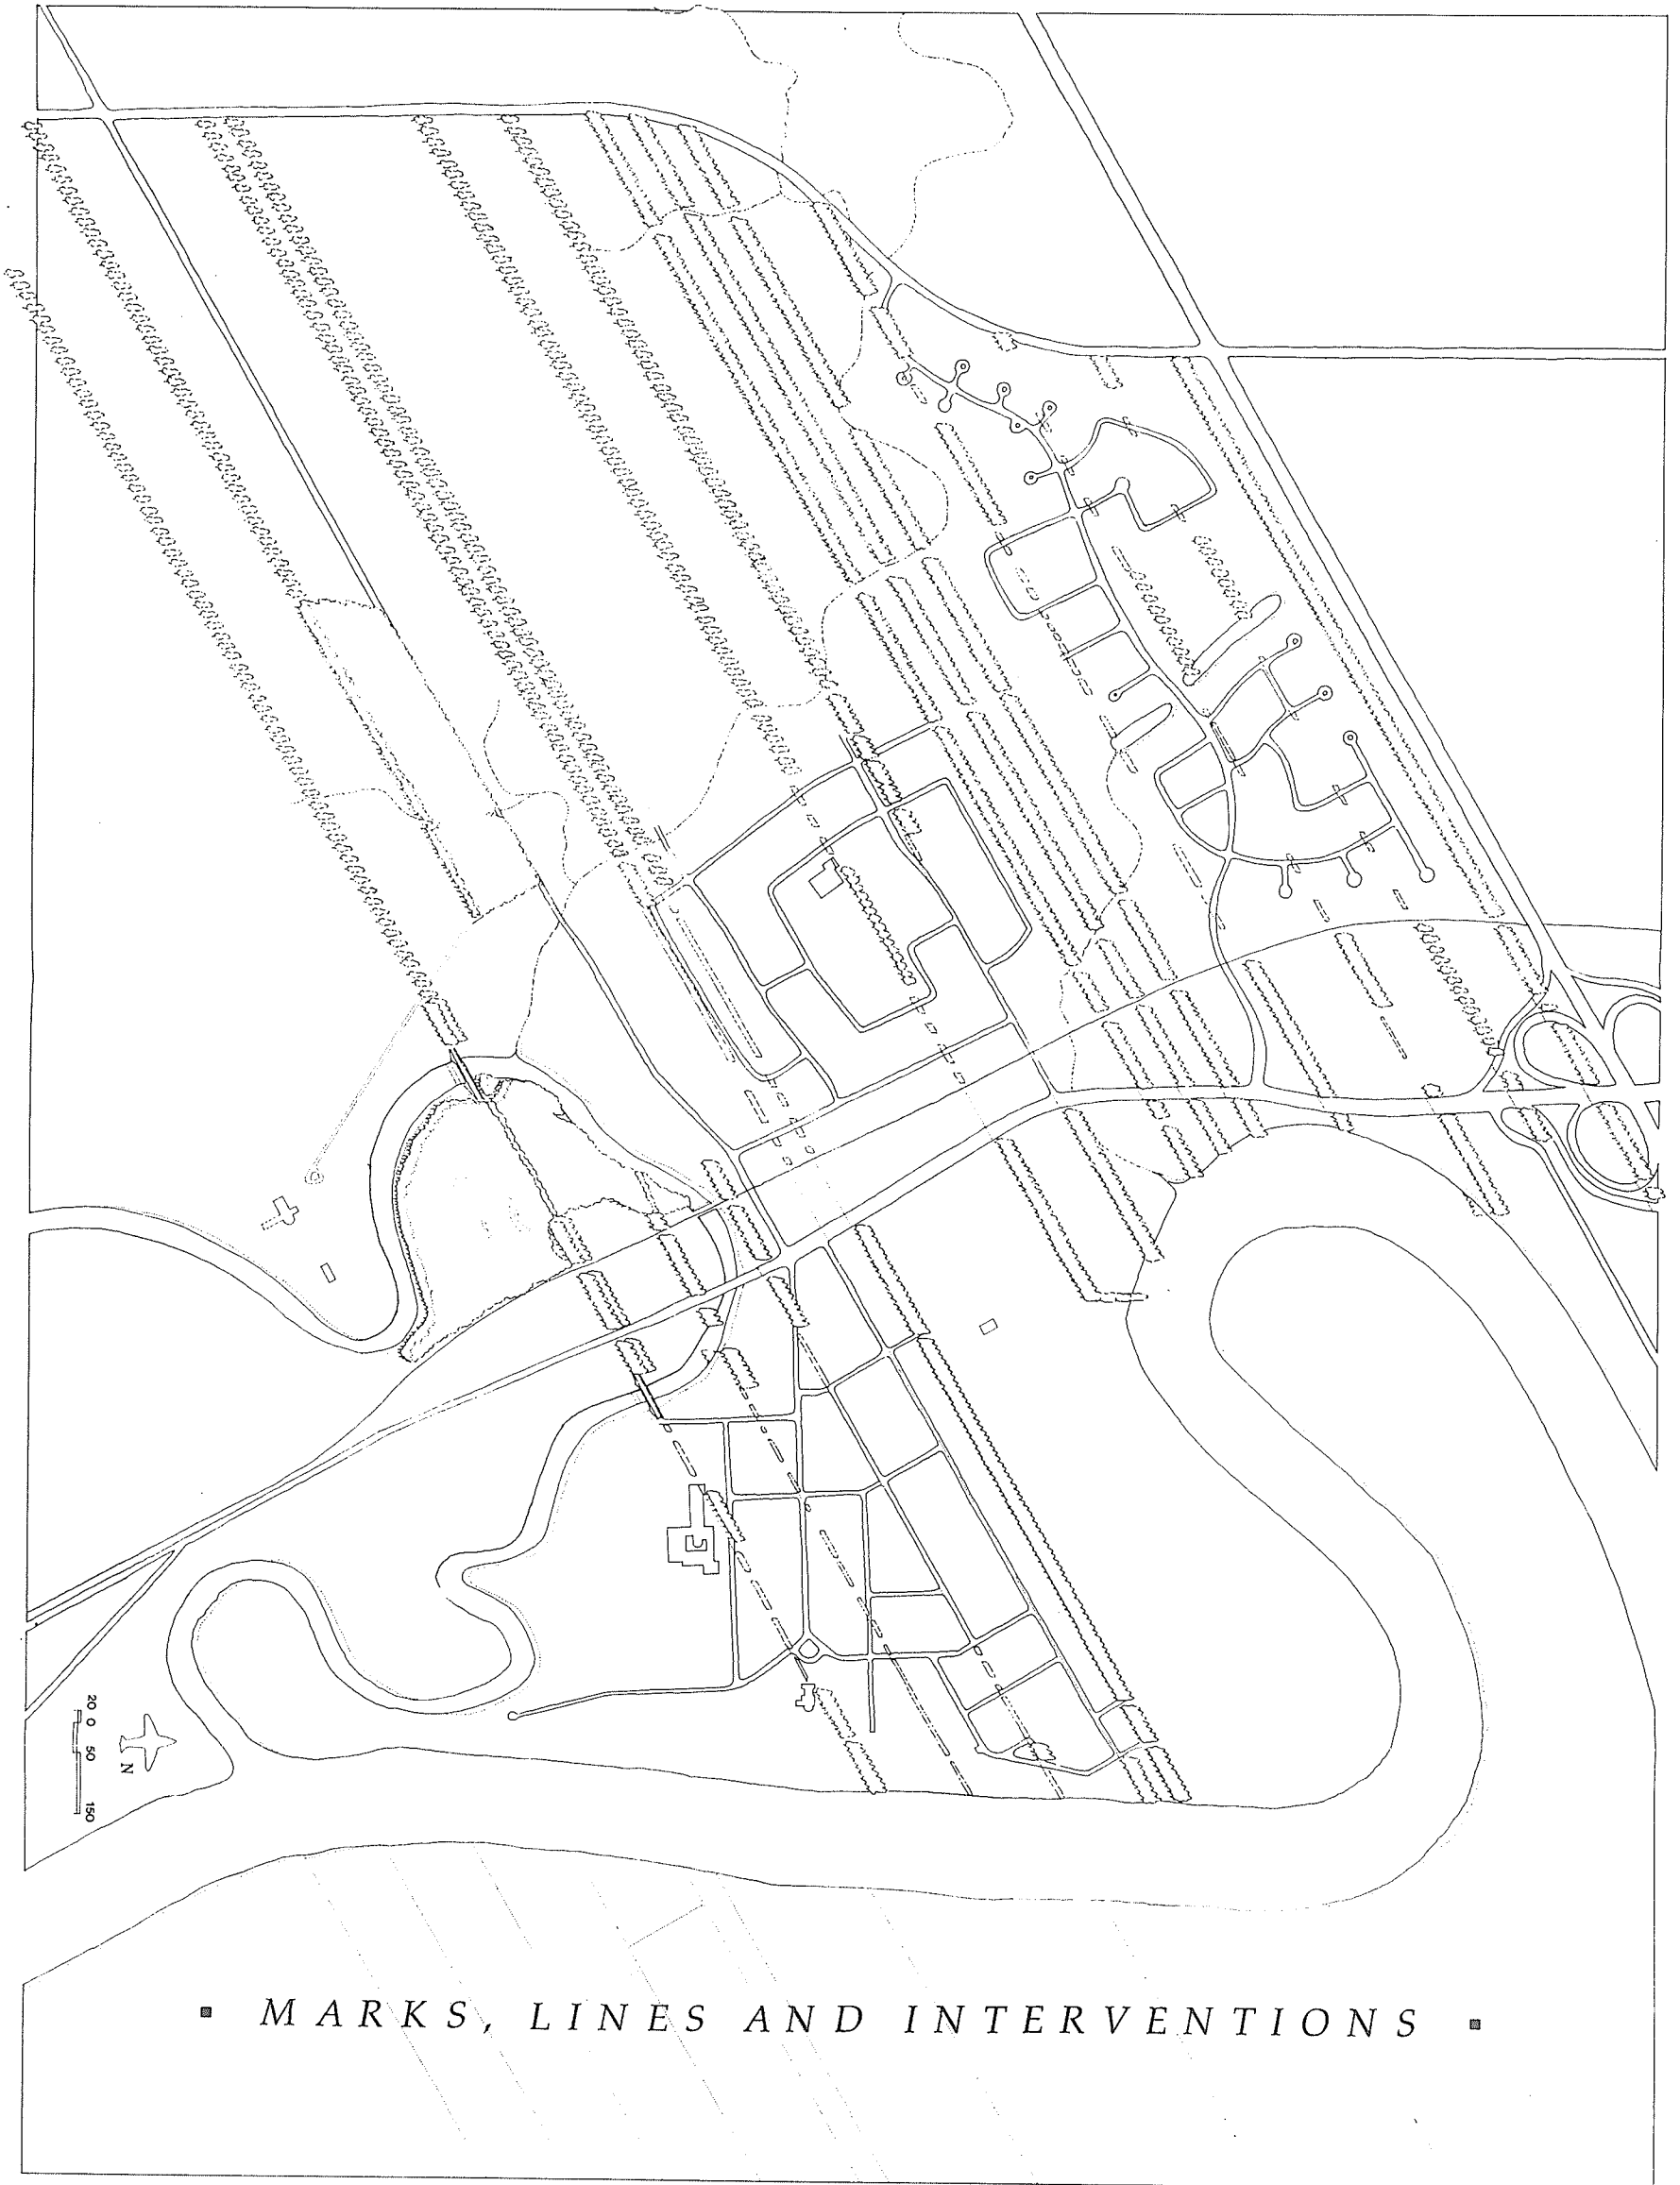 20 0 50 150
N
▪ MARKS, LINES AND INTERVENTIONS ▪